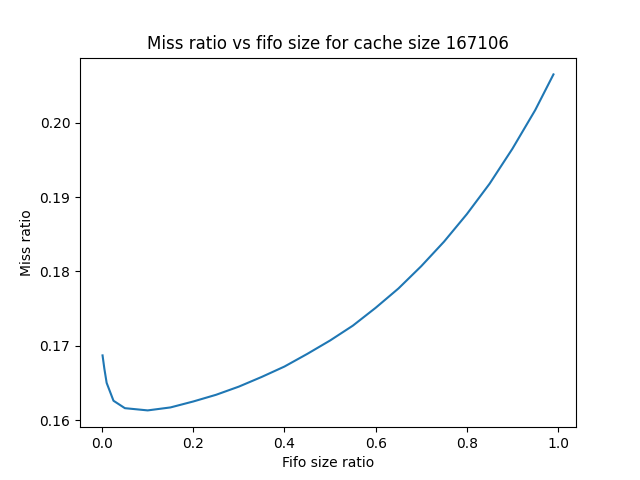 Miss ratio vs fifo size for cache size 167106
Miss ratio
0.20
0.19
0.18
0.17
0.16
0.0 0.2 0.4 0.6 0.8 1.0
Fifo size ratio